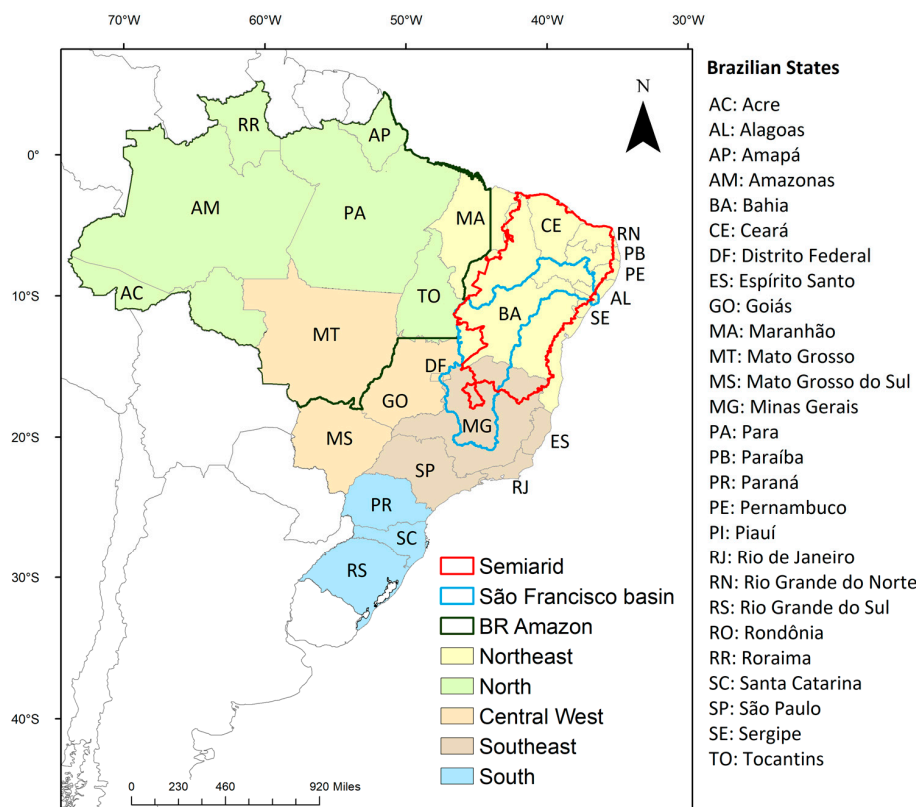 70°W 60°W 50°W 40°W 30°W
0°
10°S
20°S
30°S
40°S
N
RR
AP
AM
PA
MA
CE
RN
PB
PE
AL
SE
AC
TO
BA
MT
DF
GO
MG
ES
MS
SP
RJ
PR
SC
RS
Semiarid
São Francisco basin
BR Amazon
Northeast
North
Central West
Southeast
South
0 230 460 920 Miles
Brazilian States
AC: Acre
AL: Alagoas
AP: Amapá
AM: Amazonas
BA: Bahia
CE: Ceará
DF: Distrito Federal
ES: Espírito Santo
GO: Goiás
MA: Maranhão
MT: Mato Grosso
MS: Mato Grosso do Sul
MG: Minas Gerais
PA: Para
PB: Paraíba
PR: Paraná
PE: Pernambuco
PI: Piauí
RJ: Rio de Janeiro
RN: Rio Grande do Norte
RS: Rio Grande do Sul
RO: Rondônia
RR: Roraima
SC: Santa Catarina
SP: São Paulo
SE: Sergipe
TO: Tocantins